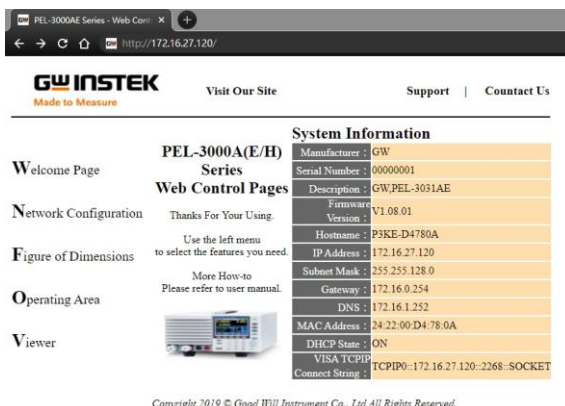 PEL-3000AE Series - Web Cont
http://172.16.27.120/
GW INSTEK
Made to Measure
Visit Our Site
Support | Countact Us
Welcome Page
Network Configuration
Figure of Dimensions
Operating Area
Viewer
PEL-3000A(E/H)
Series
Web Control Pages
Thanks For Your Using.
Use the left menu
to select the features you need.
More How-to
Please refer to user manual.
System Information
Manufacturer : GW
Serial Number : 00000001
Description : GW,PEL-3031AE
Firmware
Version : V1.08.01
Hostname : P3KE-D4780A
IP Address : 172.16.27.120
Subnet Mask : 255.255.128.0
Gateway : 172.16.0.254
DNS : 172.16.1.252
MAC Address : 24:22:00:D4:78:0A
DHCP State : ON
VISA TCPIP
Connect String : TCPIP0::172.16.27.120::2268::SOCKET
Copyright 2019 © Good Will Instrument Co., Ltd All Rights Reserved.